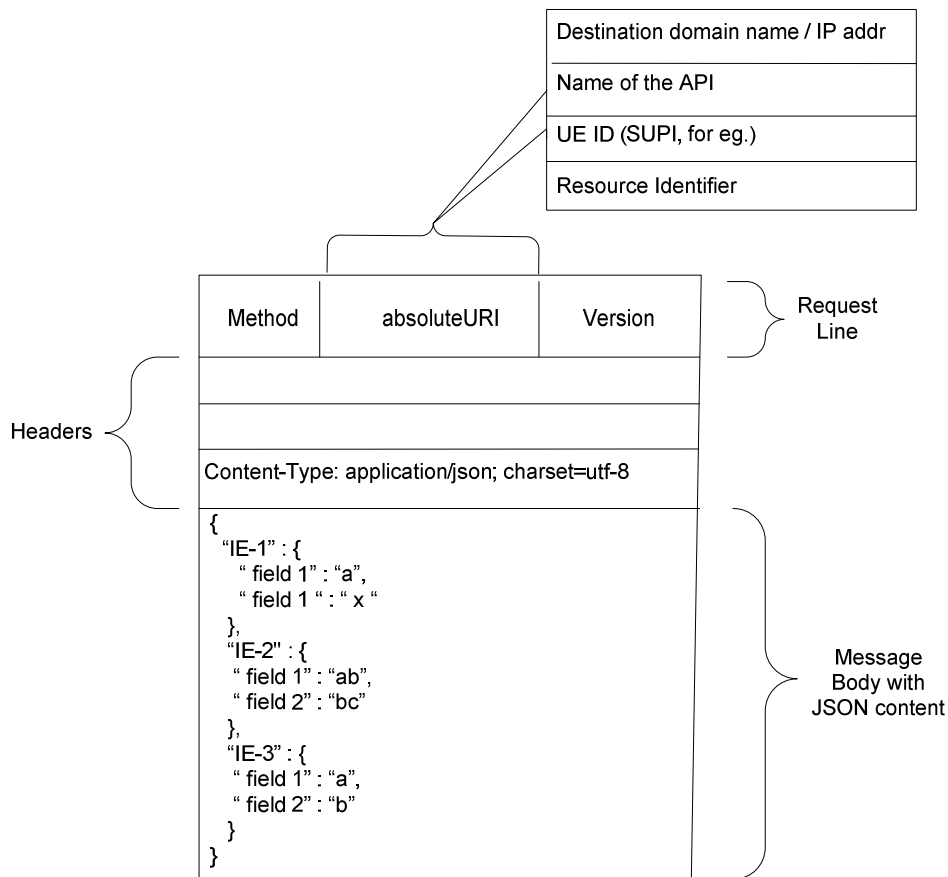 Destination domain name / IP addr
Name of the API
UE ID (SUPI, for eg.)
Resource Identifier
Method
absoluteURI
Version
Request
Line
Headers
Content-Type: application/json; charset=utf-8
{
“IE-1” : {
“ field 1” : “a”,
“ field 1 “ : “ x “
},
“IE-2" : {
“ field 1” : “ab”,
“ field 2” : “bc”
},
“IE-3” : {
“ field 1” : “a”,
“ field 2” : “b”
}
}
Message
Body with
JSON content